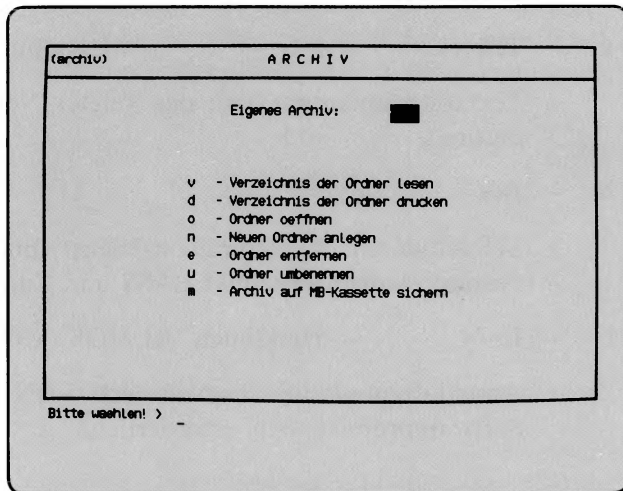 (archiv) A R C H I V
Eigenes Archiv:
v - Verzeichnis der Ordner lesen
d - Verzeichnis der Ordner drucken
o - Ordner oeffnen
n - Neuen Ordner anlegen
e - Ordner entfernen
u - Ordner umbenennen
m - Archiv auf MB-Kassette sichern
Bitte waehlen! > _